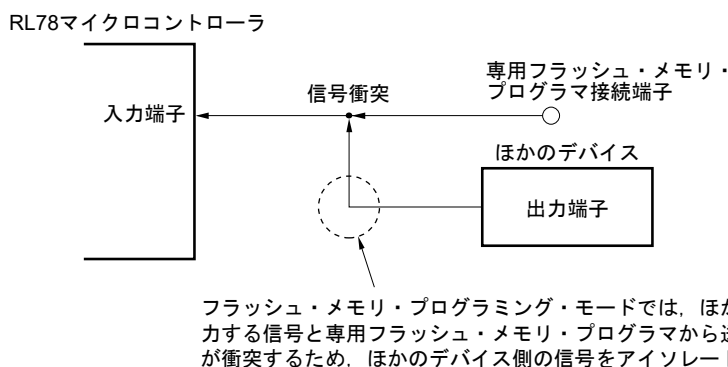 RL78マイクロコントローラ
専用フラッシュ・メモリ・
プログラマ接続端子
信号衝突
入力端子
ほかのデバイス
出力端子
フラッシュ・メモリ・プログラミング・モードでは，ほか
力する信号と専用フラッシュ・メモリ・プログラマから
が衝突するため，ほかのデバイス側の信号をアイソレート